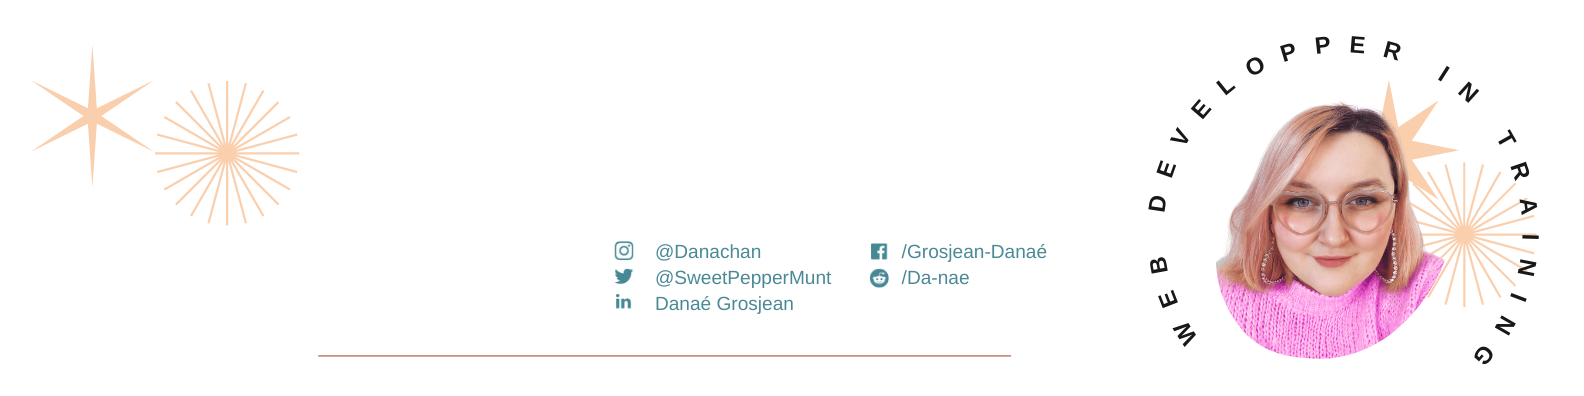 @Danachan
@SweetPepperMunt
Danaé Grosjean
/Grosjean-Danaé
/Da-nae
WEB DEVELOPPER IN TRAINING